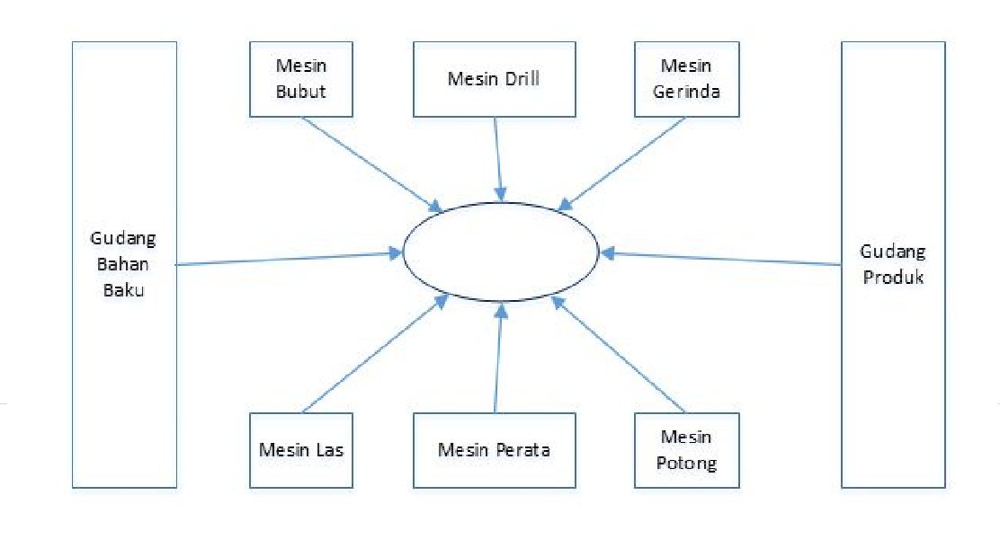 Mesin
Bubut
Mesin Drill
Mesin
Gerinda
Gudang
Bahan
Baku
Gudang
Produk
Mesin Las
Mesin Perata
Mesin
Potong